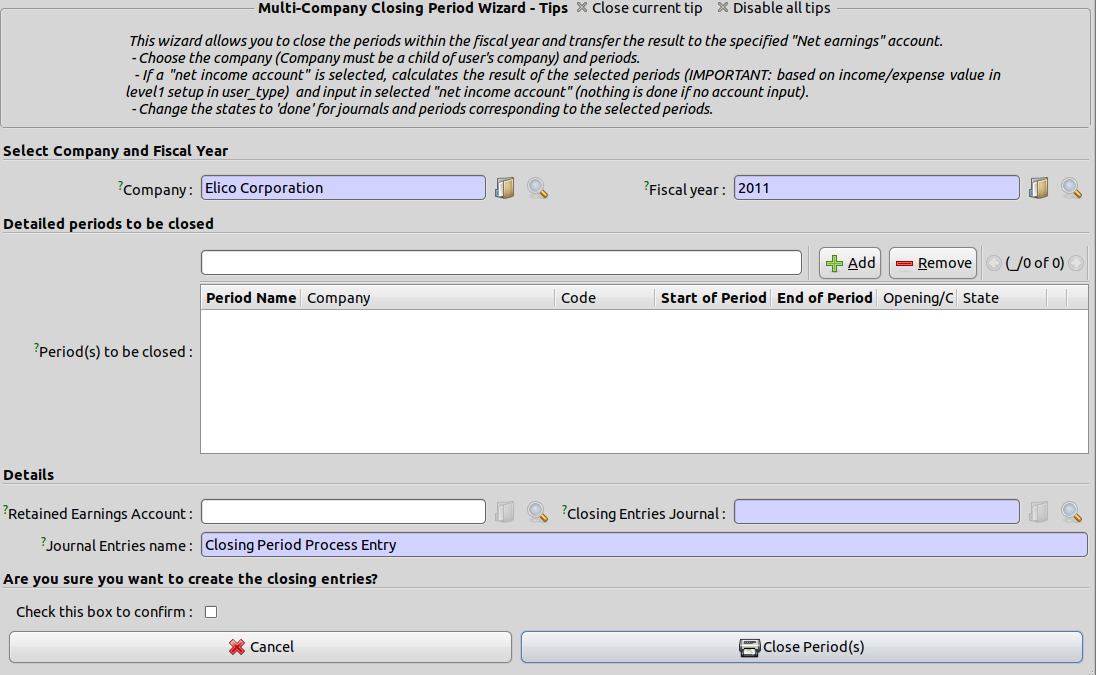 Multi-Company Closing Period Wizard - Tips Close current tip Disable all tips
This wizard allows you to close the periods within the fiscal year and transfer the result to the specified "Net earnings" account.
- Choose the company (Company must be a child of user's company) and periods.
- If a "net income account" is selected, calculates the result of the selected periods (IMPORTANT: based on income/expense value in
level1 setup in user_type) and input in selected "net income account" (nothing is done if no account input).
- Change the states to 'done' for journals and periods corresponding to the selected periods.
Select Company and Fiscal Year
?Company : Elico Corporation ?Fiscal year : 2011
Detailed periods to be closed
Add Remove (_/0 of 0)
Period Name Company Code Start of Period End of Period Opening/C State
?Period(s) to be closed :
Details
?Retained Earnings Account : ?Closing Entries Journal :
?Journal Entries name : Closing Period Process Entry
Are you sure you want to create the closing entries?
Check this box to confirm :
Cancel Close Period(s)